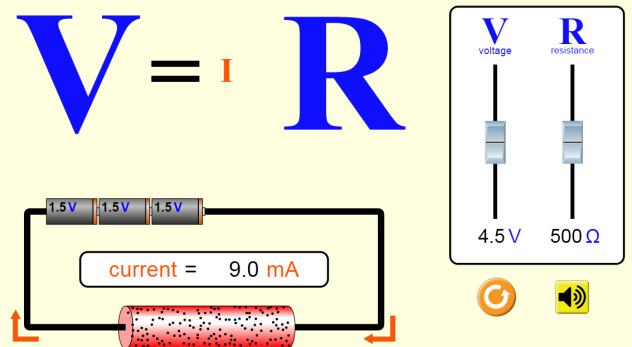 V = I R
V R
voltage resistance
4.5 V 500 Ω
1.5 V 1.5 V 1.5 V
current = 9.0 mA